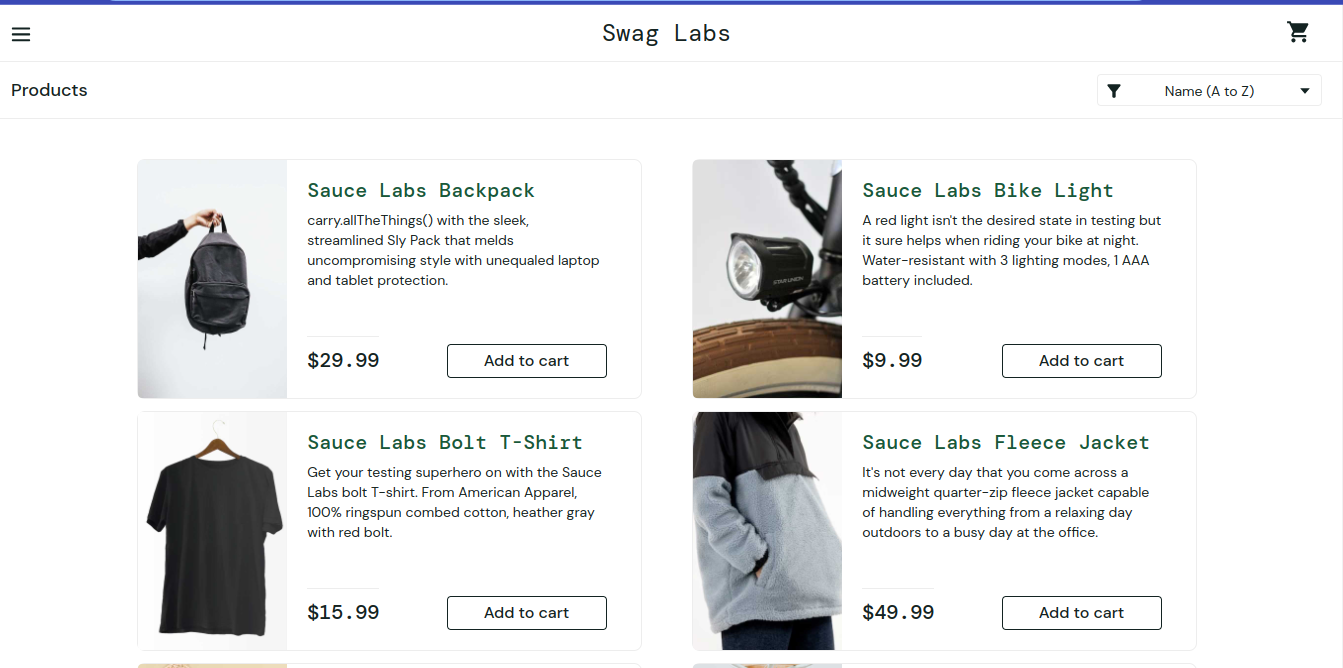 Swag Labs
Products
Name (A to Z)
Sauce Labs Backpack
carry.allTheThings() with the sleek,
streamlined Sly Pack that melds
uncompromising style with unequaled laptop
and tablet protection.
$29.99
Add to cart
Sauce Labs Bike Light
A red light isn't the desired state in testing but
it sure helps when riding your bike at night.
Water-resistant with 3 lighting modes, 1 AAA
battery included.
STAR UNION
$9.99
Add to cart
Sauce Labs Bolt T-Shirt
Get your testing superhero on with the Sauce
Labs bolt T-shirt. From American Apparel,
100% ringspun combed cotton, heather gray
with red bolt.
$15.99
Add to cart
Sauce Labs Fleece Jacket
It's not every day that you come across a
midweight quarter-zip fleece jacket capable
of handling everything from a relaxing day
outdoors to a busy day at the office.
$49.99
Add to cart